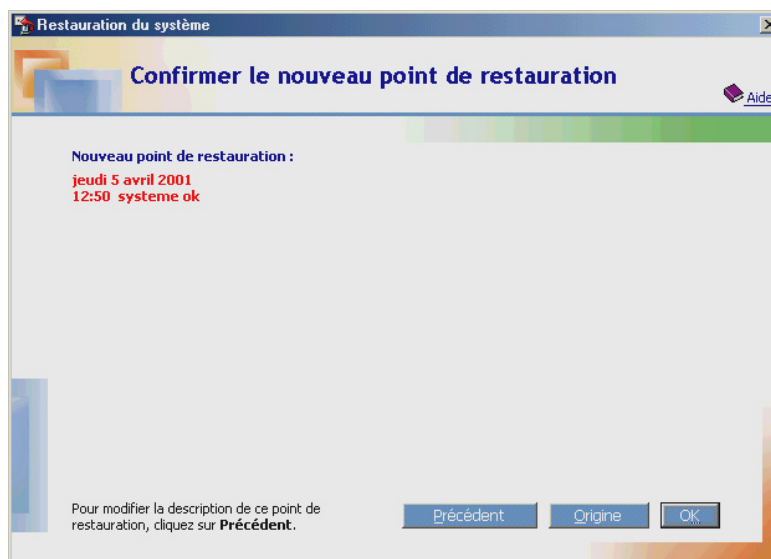 Restauration du système
Confirmer le nouveau point de restauration
Aide
Nouveau point de restauration :
jeudi 5 avril 2001
12:50 systeme ok
Pour modifier la description de ce point de
restauration, cliquez sur Précédent.
Précédent
Origine
OK